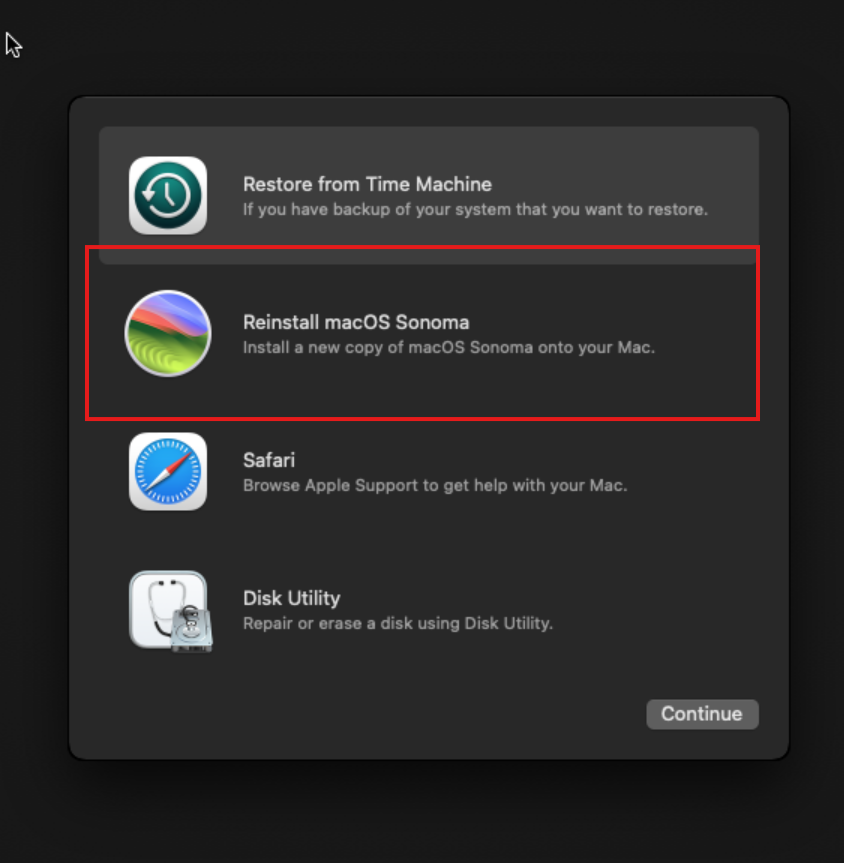 Restore from Time Machine
If you have backup of your system that you want to restore.
Reinstall macOS Sonoma
Install a new copy of macOS Sonoma onto your Mac.
Safari
Browse Apple Support to get help with your Mac.
Disk Utility
Repair or erase a disk using Disk Utility.
Continue